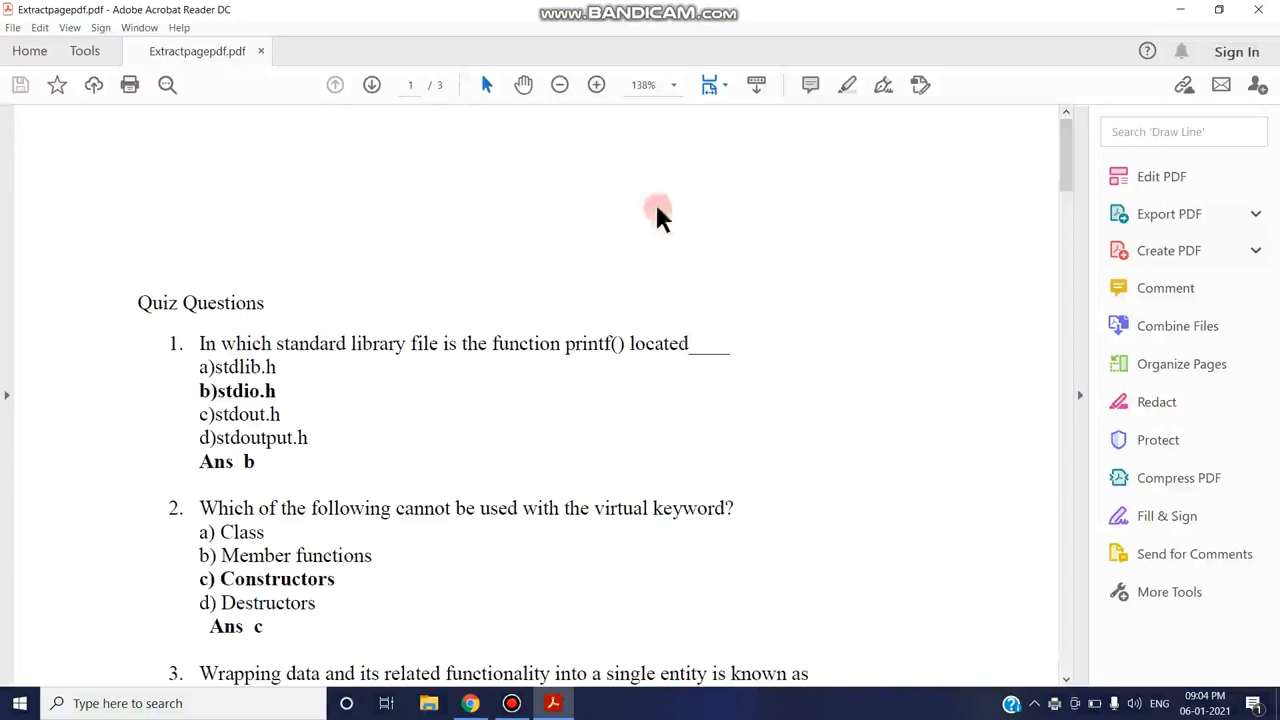 Extractpagepdf.pdf - Adobe Acrobat Reader DC
www.BANDICAM.com
File Edit View Sign Window Help
Home Tools Extractpagepdf.pdf × Sign In
1 / 3 138%
Search 'Draw Line'
Edit PDF
Export PDF
Create PDF
Comment
Combine Files
Organize Pages
Redact
Protect
Compress PDF
Fill & Sign
Send for Comments
More Tools
Quiz Questions
1. In which standard library file is the function printf() located____
a)stdlib.h
b)stdio.h
c)stdout.h
d)stdoutput.h
Ans b
2. Which of the following cannot be used with the virtual keyword?
a) Class
b) Member functions
c) Constructors
d) Destructors
Ans c
3. Wrapping data and its related functionality into a single entity is known as
Type here to search
ENG
09:04 PM
06-01-2021
1